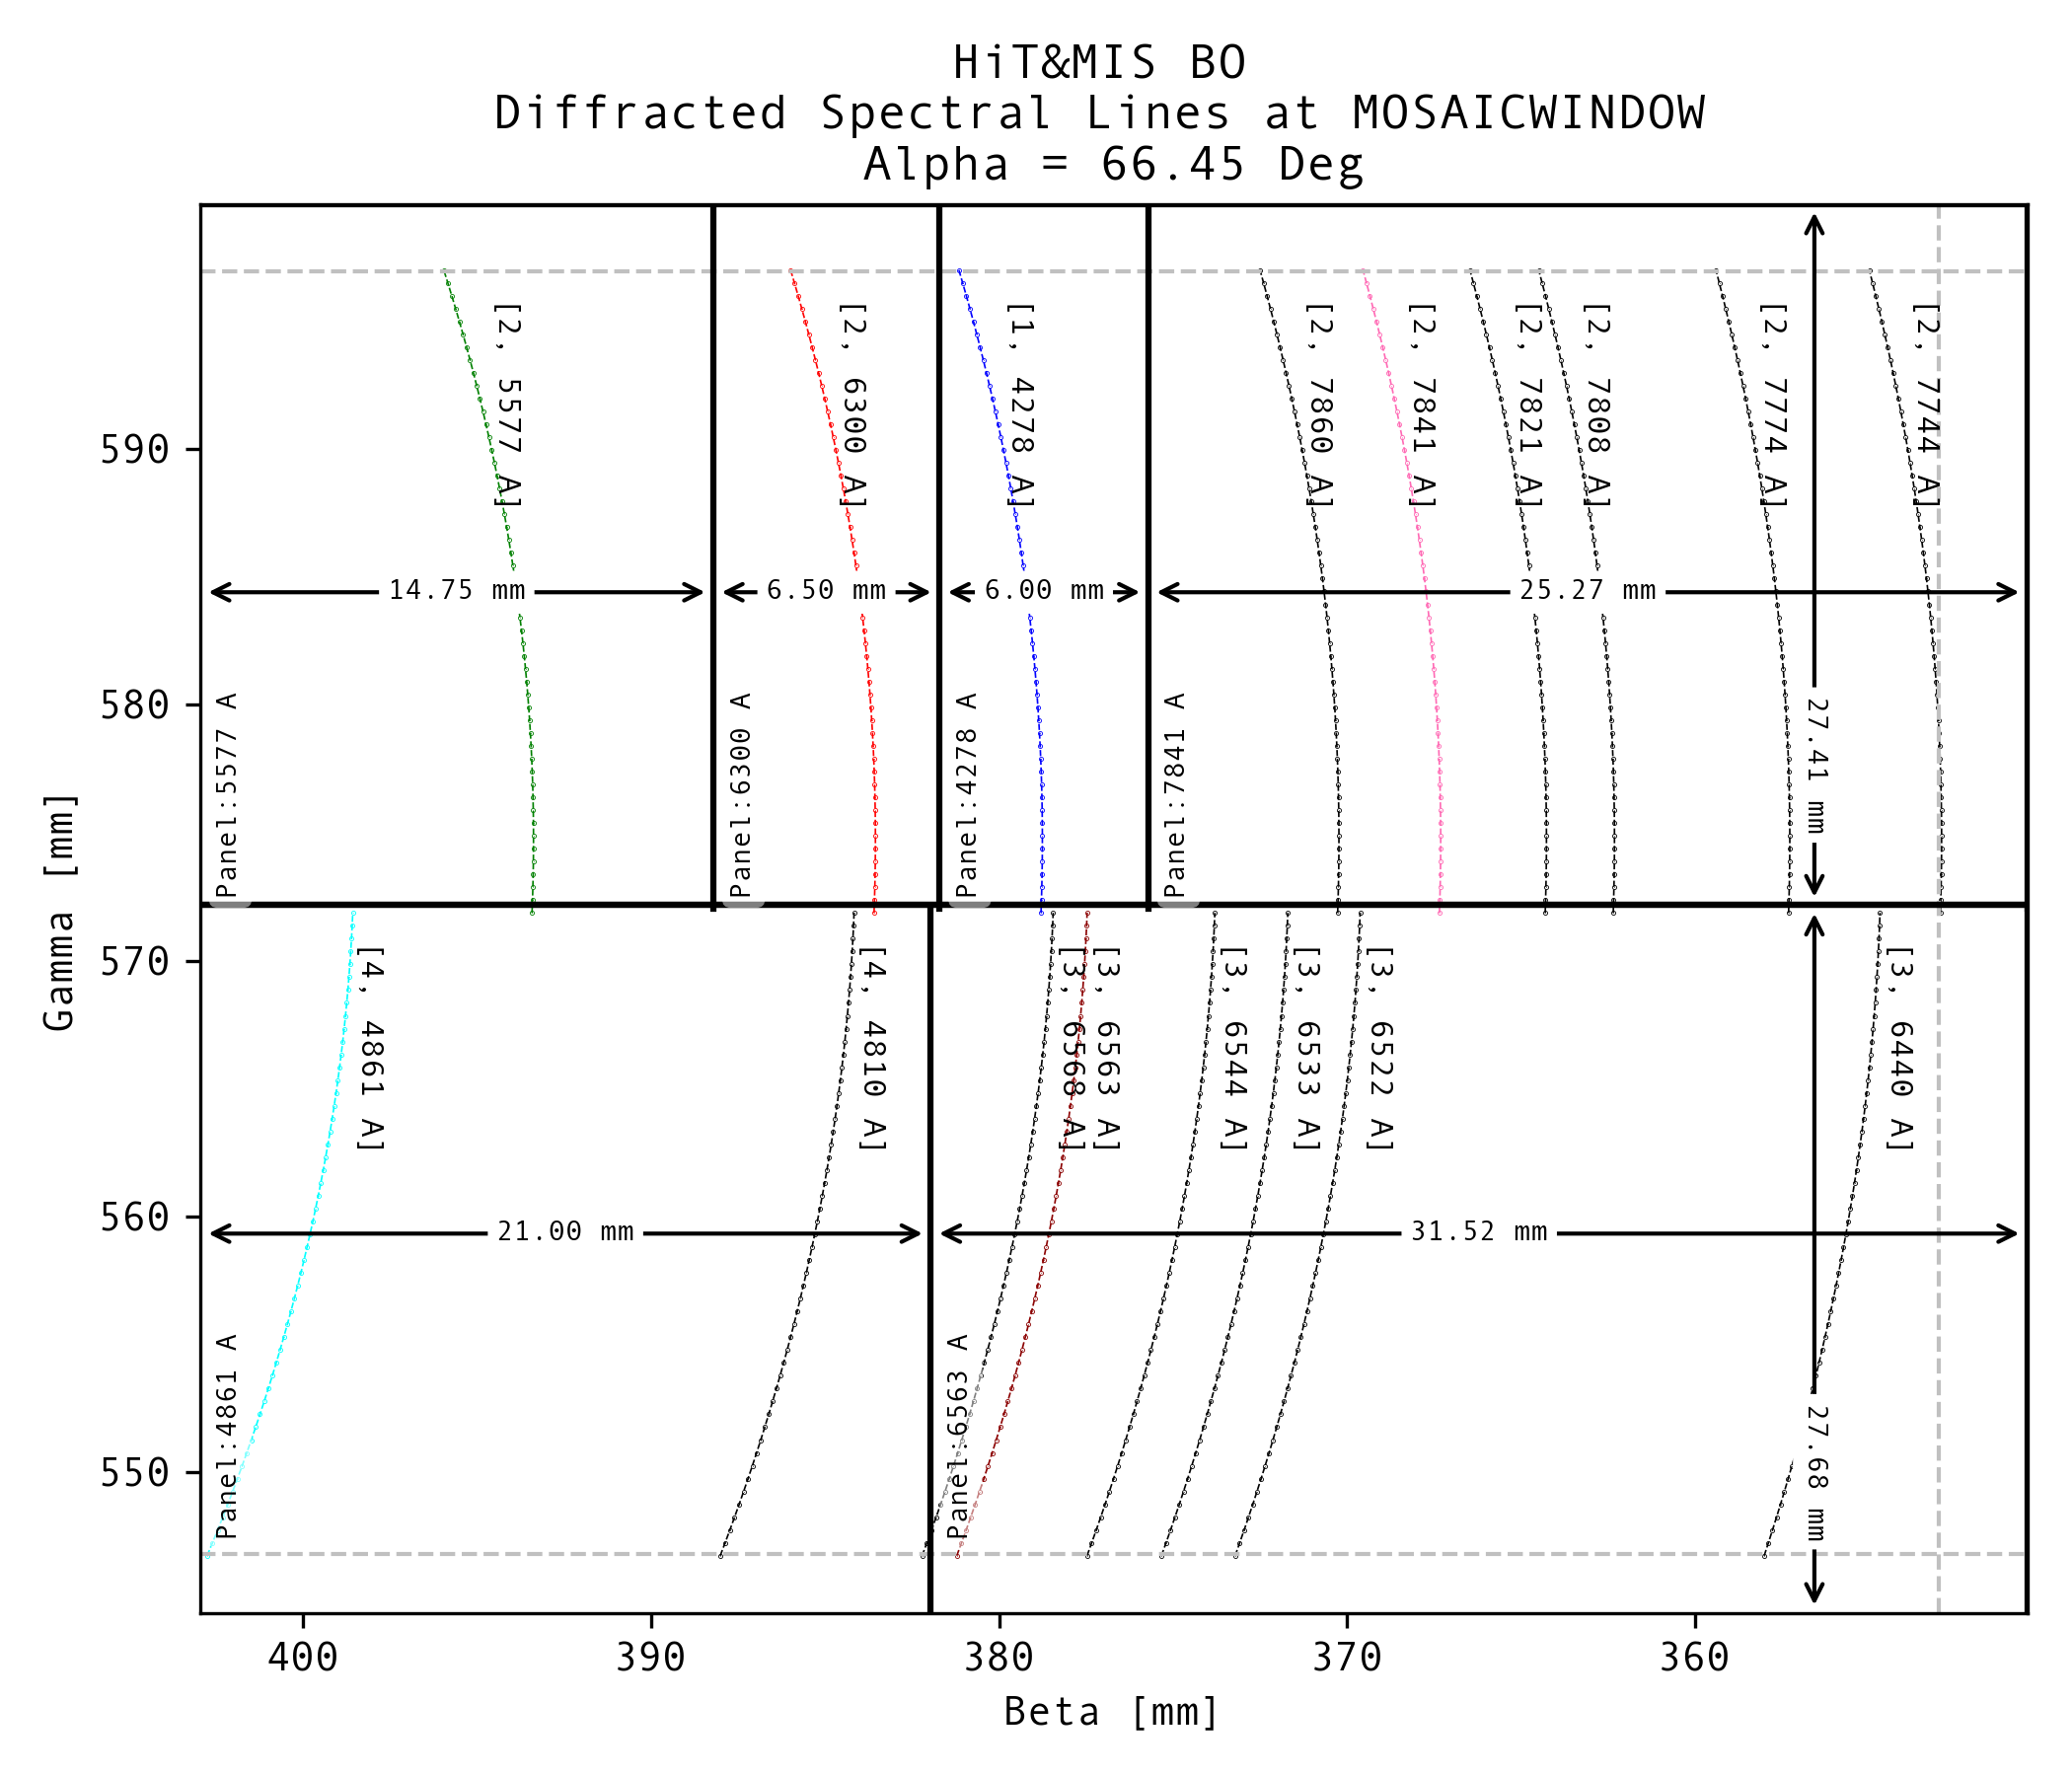 HiT&MIS BO
Diffracted Spectral Lines at MOSAICWINDOW
Alpha = 66.45 Deg
[2, 5577 A]
[2, 6300 A]
[1, 4278 A]
[2, 7860 A]
[2, 7841 A]
[2, 7821 A]
[2, 7808 A]
[2, 7774 A]
[2, 7744 A]
14.75 mm
6.50 mm
6.00 mm
25.27 mm
27.41 mm
Panel:5577 A
Panel:6300 A
Panel:4278 A
Panel:7841 A
[4, 4861 A]
[4, 4810 A]
[3, 6568 A]
[3, 6563 A]
[3, 6544 A]
[3, 6533 A]
[3, 6522 A]
[3, 6440 A]
21.00 mm
31.52 mm
27.68 mm
Panel:4861 A
Panel:6563 A
590
580
570
560
550
Gamma [mm]
400
390
380
370
360
Beta [mm]